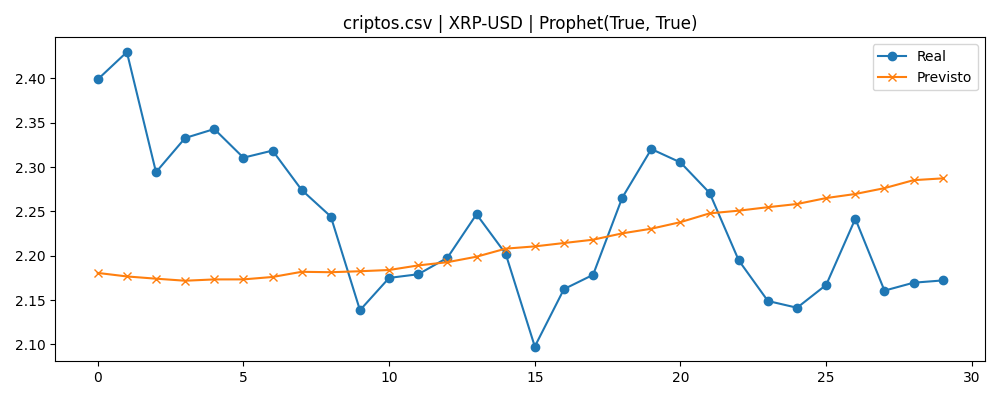 criptos.csv | XRP-USD | Prophet(True, True)
Real
Previsto
2.40
2.35
2.30
2.25
2.20
2.15
2.10
0 5 10 15 20 25 30